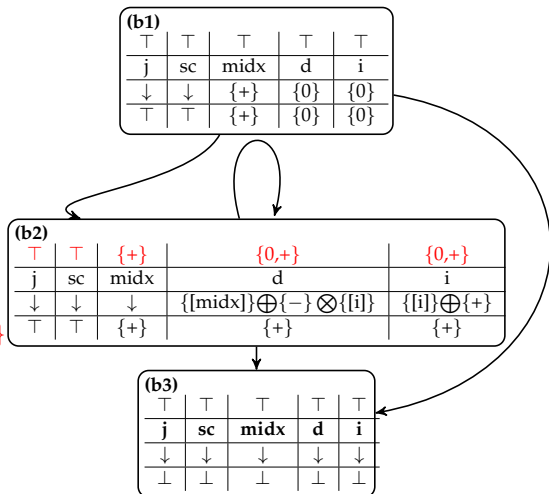 (b1)
⊤ ⊤ ⊤ ⊤ ⊤
j sc midx d i
↓ ↓ {+} {0} {0}
⊤ ⊤ {+} {0} {0}
(b2)
⊤ ⊤ {+} {0,+} {0,+}
j sc midx d i
↓ ↓ ↓ {[midx]}⊕{−} ⊗{[i]} {[i]}⊕{+}
} ⊤ ⊤ {+} {+} {+}
(b3)
⊤ ⊤ ⊤ ⊤ ⊤
j sc midx d i
↓ ↓ ↓ ↓ ↓
⊥ ⊥ ⊥ ⊥ ⊥